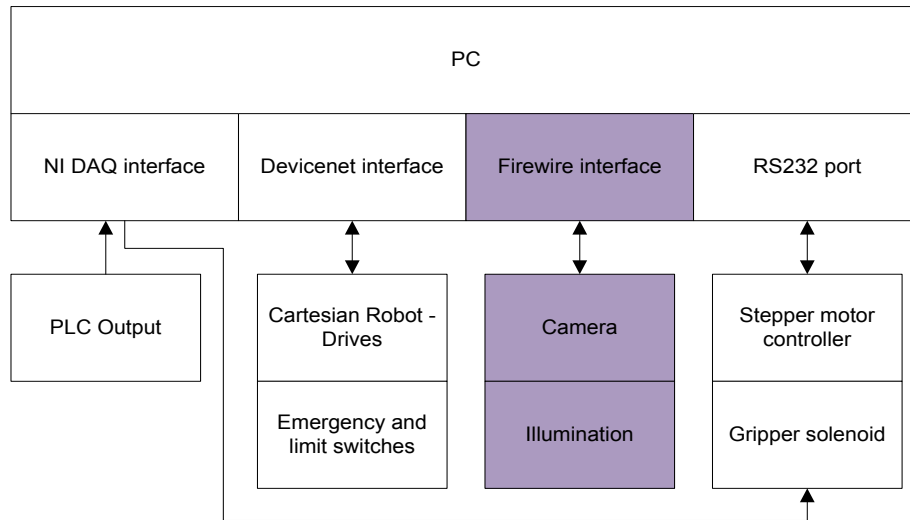 PC
NI DAQ interface
Devicenet interface
Firewire interface
RS232 port
PLC Output
Cartesian Robot -
Drives
Camera
Stepper motor
controller
Emergency and
limit switches
Illumination
Gripper solenoid